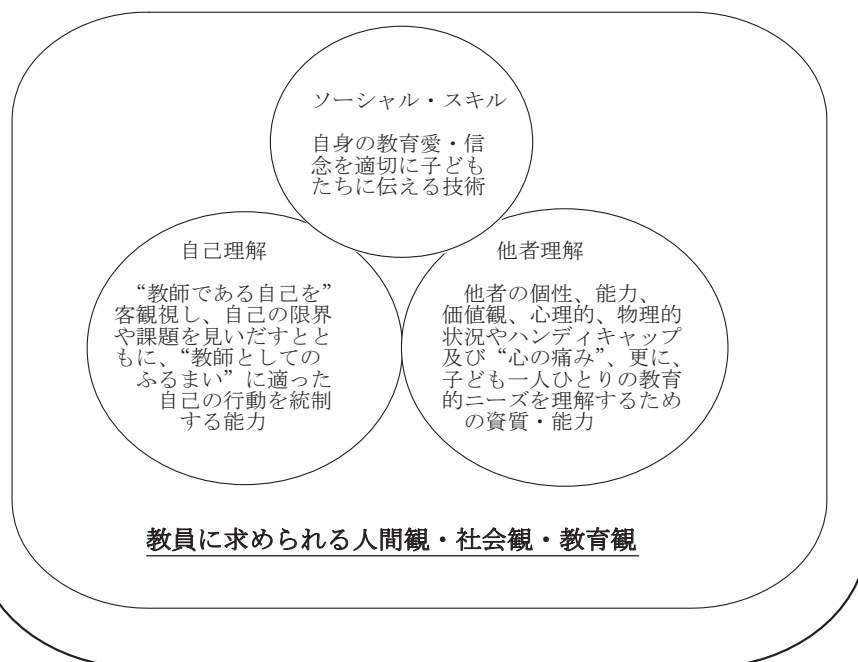 ソーシャル・スキル
自身の教育愛・信
念を適切に子ども
たちに伝える技術
自己理解
“教師である自己を”
客観視し、自己の限界
や課題を見いだすとと
もに、“教師としての
ふるまい”に適った
自己の行動を統制
する能力
他者理解
他者の個性、能力、
価値観、心理的、物理的
状況やハンディキャップ
及び“心の痛み”、更に、
子ども一人ひとりの教育
的ニーズを理解するため
の資質・能力
教員に求められる人間観・社会観・教育観